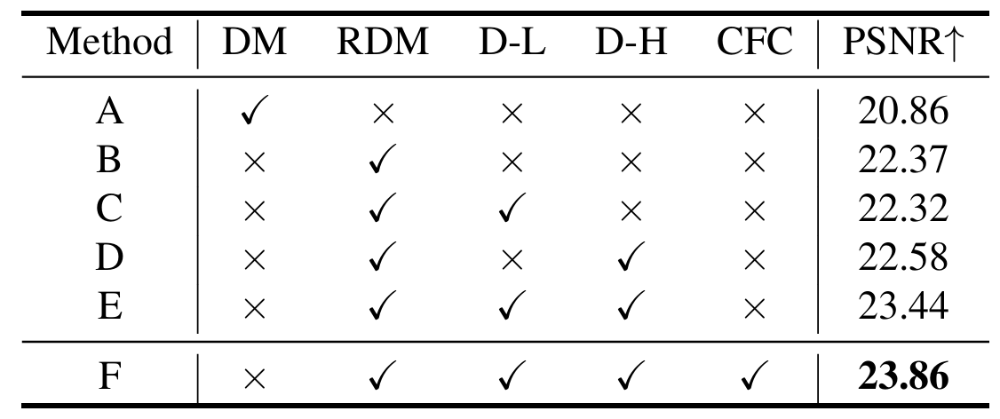 Method DM RDM D-L D-H CFC PSNR↑
A ✓ × × × × 20.86
B × ✓ × × × 22.37
C × ✓ ✓ × × 22.32
D × ✓ × ✓ × 22.58
E × ✓ ✓ ✓ × 23.44
F × ✓ ✓ ✓ ✓ 23.86